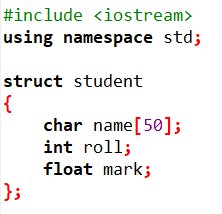 #include <iostream>
using namespace std;

struct student
{
    char name[50];
    int roll;
    float mark;
};